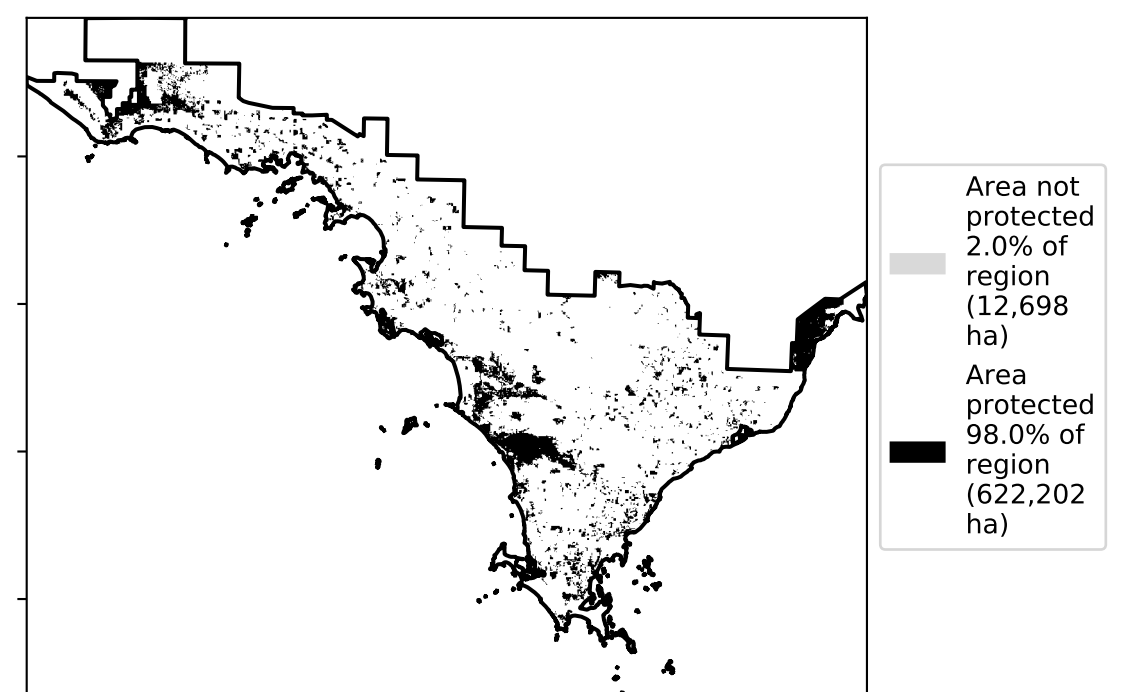 Area not
protected
2.0% of
region
(12,698
ha)
Area
protected
98.0% of
region
(622,202
ha)